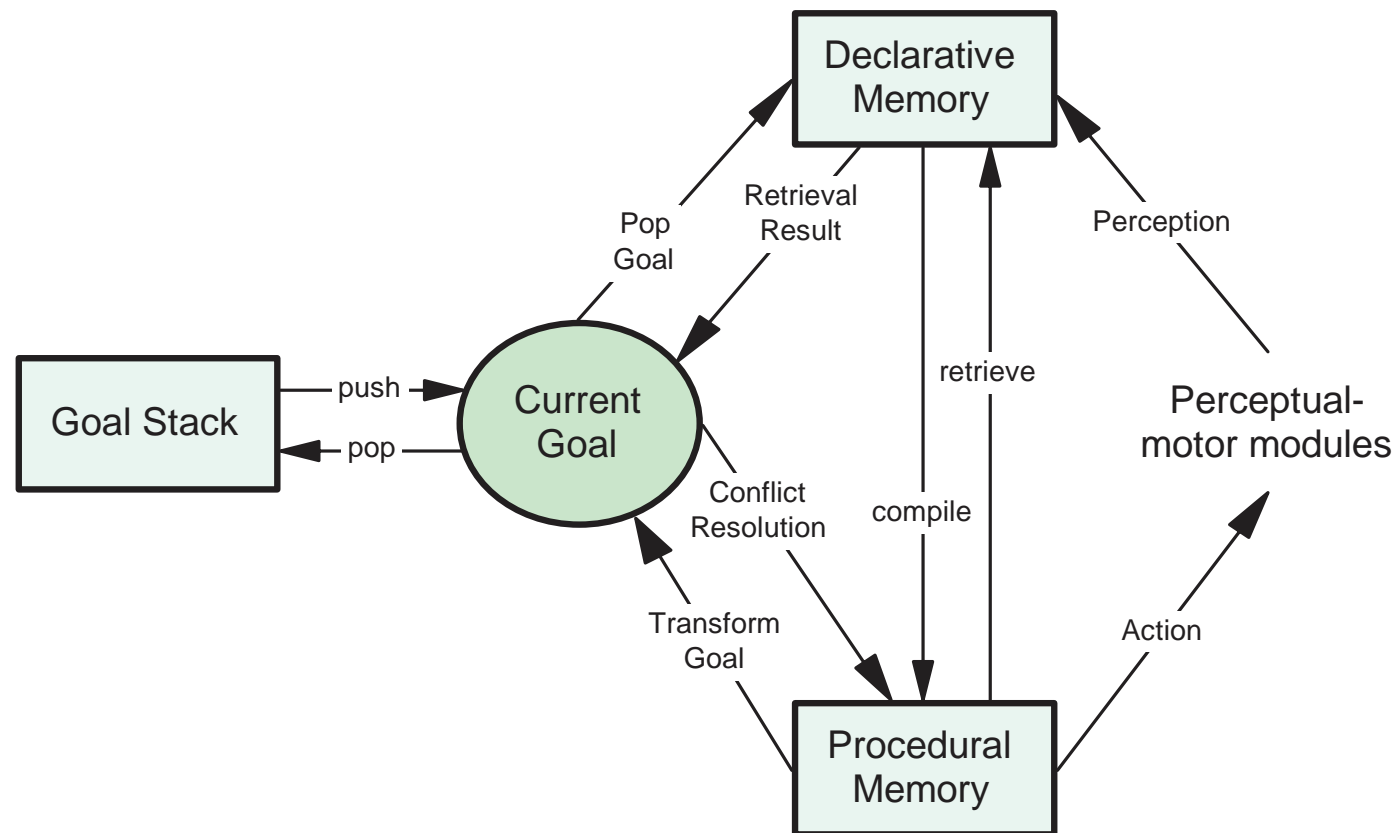 Declarative
Memory
Pop
Goal
Retrieval
Result
Perception
Goal Stack
push
pop
Current
Goal
retrieve
Perceptual-
motor modules
Conflict
Resolution
compile
Transform
Goal
Action
Procedural
Memory